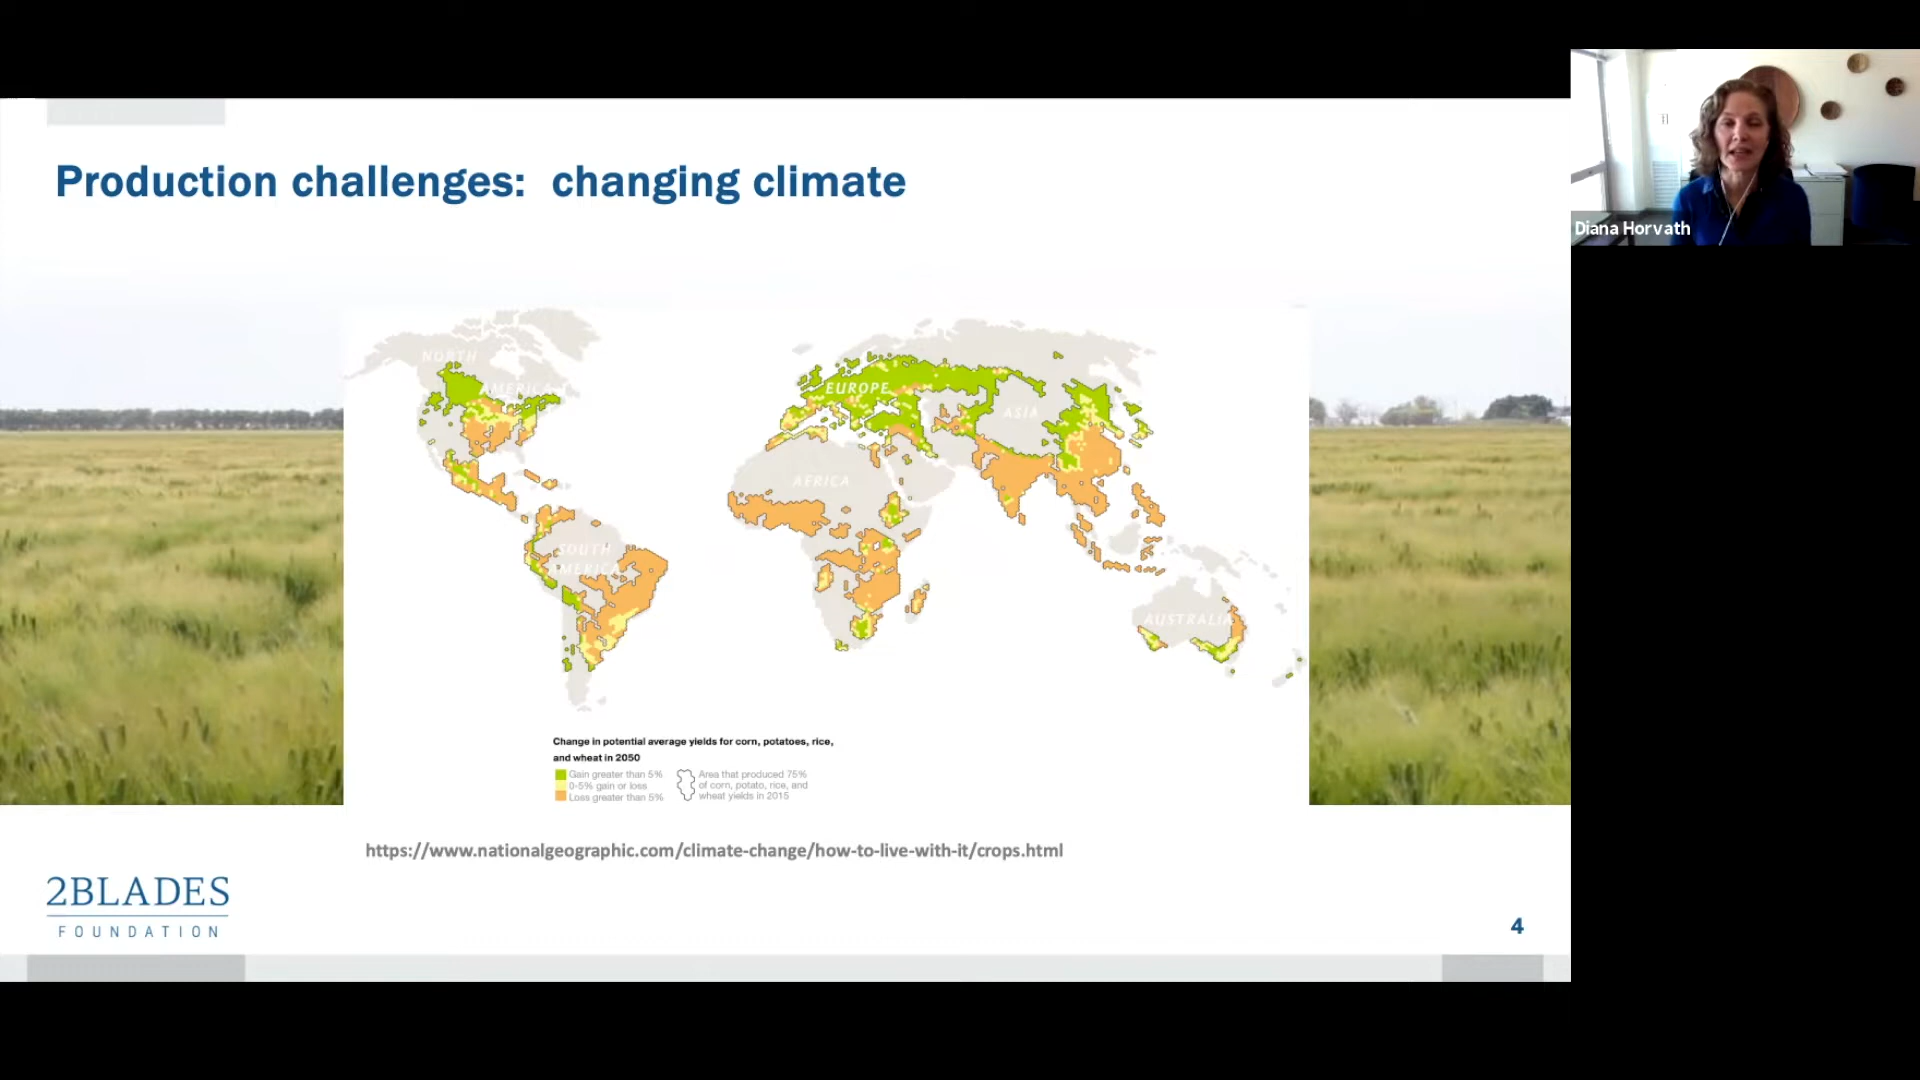 Production challenges: changing climate
Diana Horvath
NORTH
AMERICA
EUROPE
ASIA
AFRICA
SOUTH
AMERICA
AUSTRALIA
Change in potential average yields for corn, potatoes, rice,
and wheat in 2050
Gain greater than 5%
0-5% gain or loss
Loss greater than 5%
Area that produced 75%
of corn, potato, rice, and
wheat yields in 2015
https://www.nationalgeographic.com/climate-change/how-to-live-with-it/crops.html
2BLADES
FOUNDATION
4